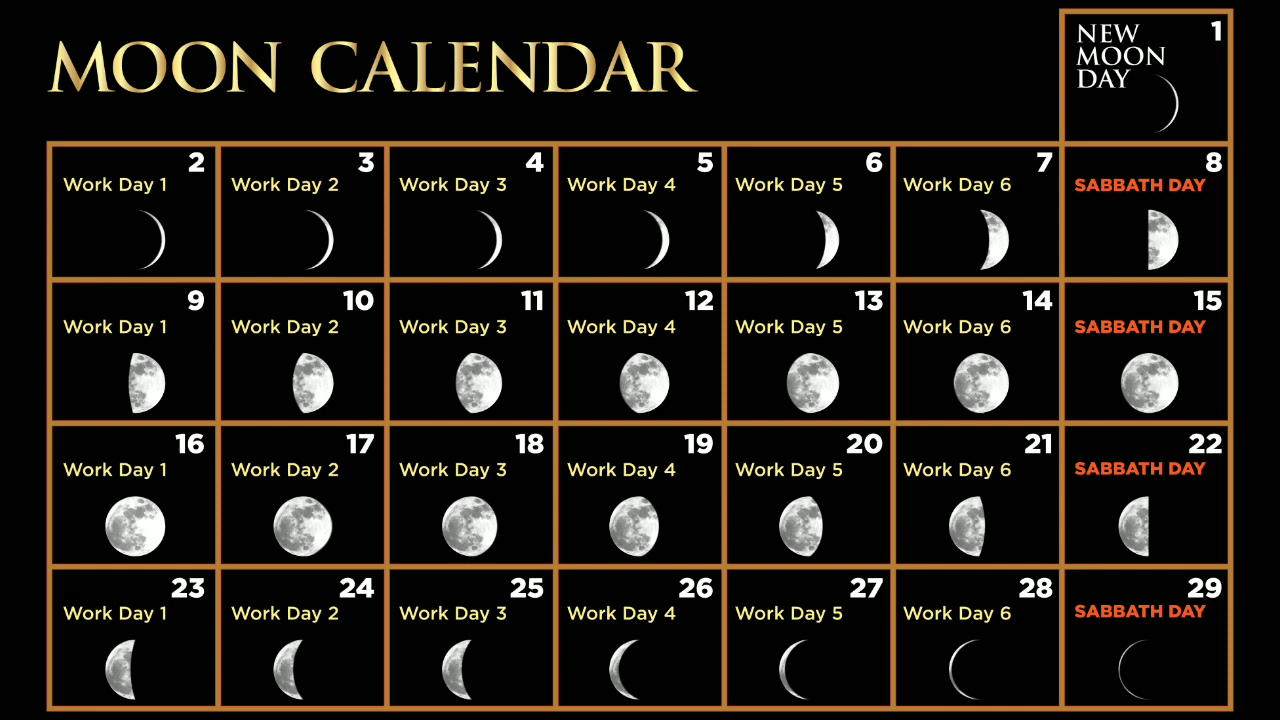 MOON CALENDAR
NEW
MOON
DAY
1
2
Work Day 1
3
Work Day 2
4
Work Day 3
5
Work Day 4
6
Work Day 5
7
Work Day 6
8
SABBATH DAY
9
Work Day 1
10
Work Day 2
11
Work Day 3
12
Work Day 4
13
Work Day 5
14
Work Day 6
15
SABBATH DAY
16
Work Day 1
17
Work Day 2
18
Work Day 3
19
Work Day 4
20
Work Day 5
21
Work Day 6
22
SABBATH DAY
23
Work Day 1
24
Work Day 2
25
Work Day 3
26
Work Day 4
27
Work Day 5
28
Work Day 6
29
SABBATH DAY